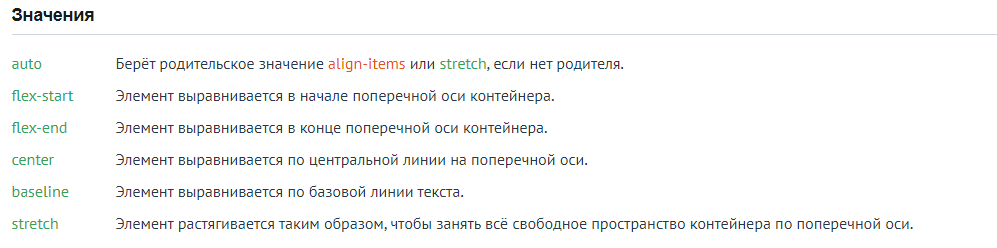 Значения
auto Берёт родительское значение align-items или stretch, если нет родителя.
flex-start Элемент выравнивается в начале поперечной оси контейнера.
flex-end Элемент выравнивается в конце поперечной оси контейнера.
center Элемент выравнивается по центральной линии на поперечной оси.
baseline Элемент выравнивается по базовой линии текста.
stretch Элемент растягивается таким образом, чтобы занять всё свободное пространство контейнера по поперечной оси.